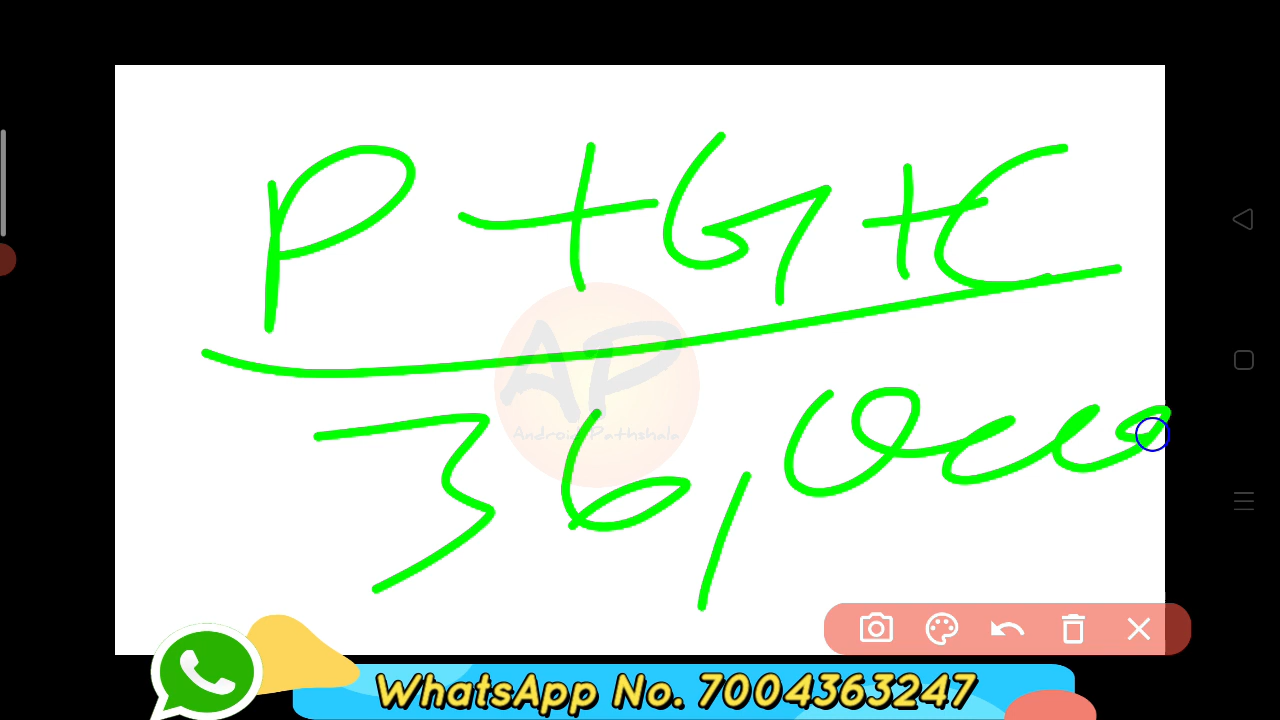 P + G + C
36,000
AP
Android Pathshala
WhatsApp No. 7004363247